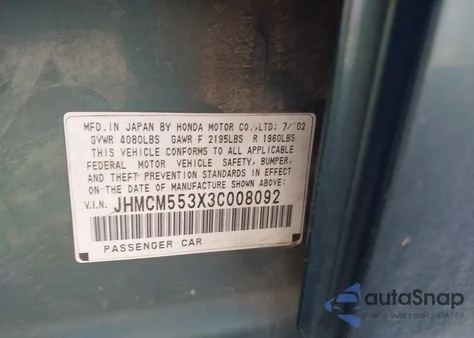 MFD.IN JAPAN BY HONDA MOTOR CO.,LTD: 7/'02
GVWR 4080LBS GAWR F 2195LBS R 1960LBS
THIS VEHICLE CONFORMS TO ALL APPLICABLE
FEDERAL MOTOR VEHICLE SAFETY, BUMPER,
AND THEFT PREVENTION STANDARDS
IN EFFECT ON THE DATE OF MANUFACTURE SHOWN ABOVE.
V.I.N. JHMCM553X3C008092
PASSENGER CAR
autoSnap